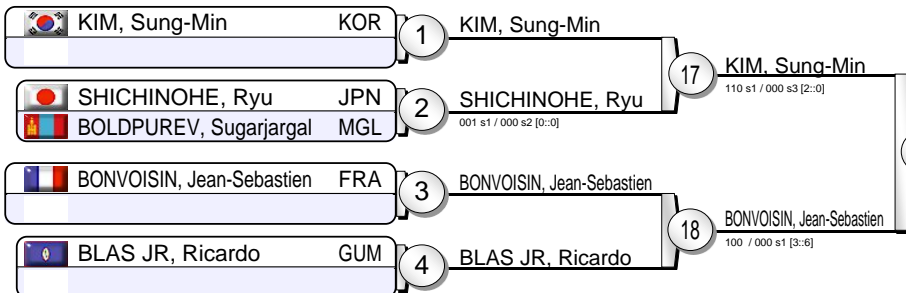 KIM, Sung-Min KOR
1
KIM, Sung-Min
17
KIM, Sung-Min
110 s1 / 000 s3 [2::0]
SHICHINOHE, Ryu JPN
BOLDPUREV, Sugarjargal MGL
2
SHICHINOHE, Ryu
001 s1 / 000 s2 [0::0]
BONVOISIN, Jean-Sebastien FRA
3
BONVOISIN, Jean-Sebastien
18
BONVOISIN, Jean-Sebastien
100 / 000 s1 [3::6]
BLAS JR, Ricardo GUM
4
BLAS JR, Ricardo